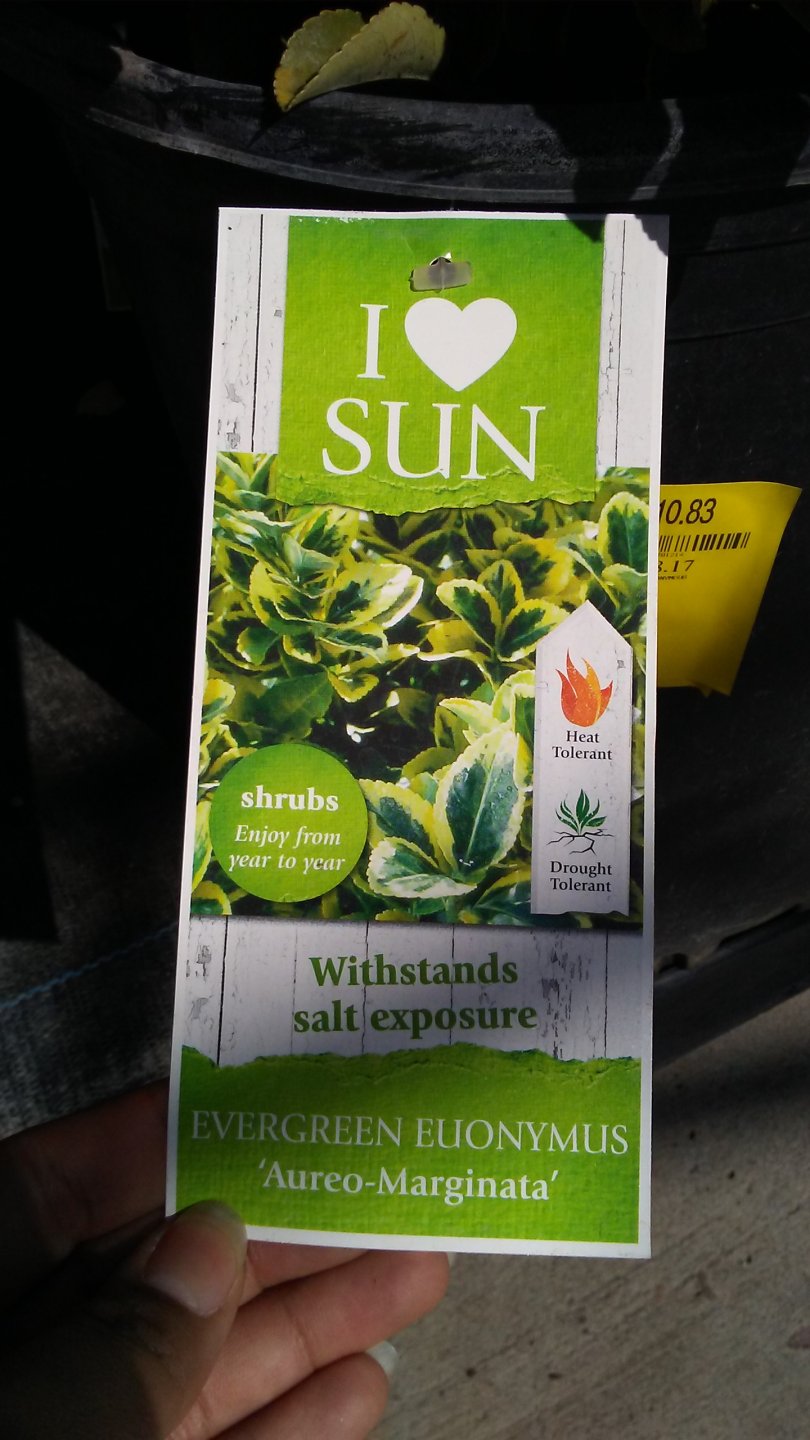 I
SUN
10.83
.17
shrubs
Enjoy from
year to year
Heat
Tolerant
Drought
Tolerant
Withstands
salt exposure
EVERGREEN EUONYMUS
'Aureo-Marginata'